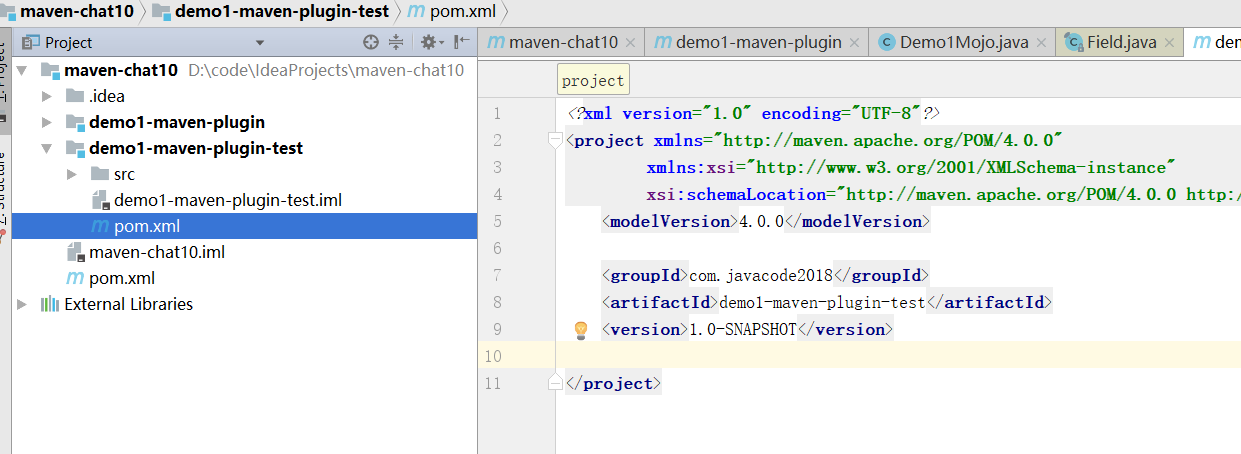 maven-chat10 demo1-maven-plugin-test pom.xml
Project
maven-chat10 D:\code\IdeaProjects\maven-chat10
.idea
demo1-maven-plugin
demo1-maven-plugin-test
src
demo1-maven-plugin-test.iml
pom.xml
maven-chat10.iml
pom.xml
External Libraries
maven-chat10 demo1-maven-plugin Demo1Mojo.java Field.java
project
1 <?xml version="1.0" encoding="UTF-8"?>
2 <project xmlns="http://maven.apache.org/POM/4.0.0"
3 xmlns:xsi="http://www.w3.org/2001/XMLSchema-instance"
4 xsi:schemaLocation="http://maven.apache.org/POM/4.0.0 http:/
5 <modelVersion>4.0.0</modelVersion>
6
7 <groupId>com.javacode2018</groupId>
8 <artifactId>demo1-maven-plugin-test</artifactId>
9 <version>1.0-SNAPSHOT</version>
10
11 </project>